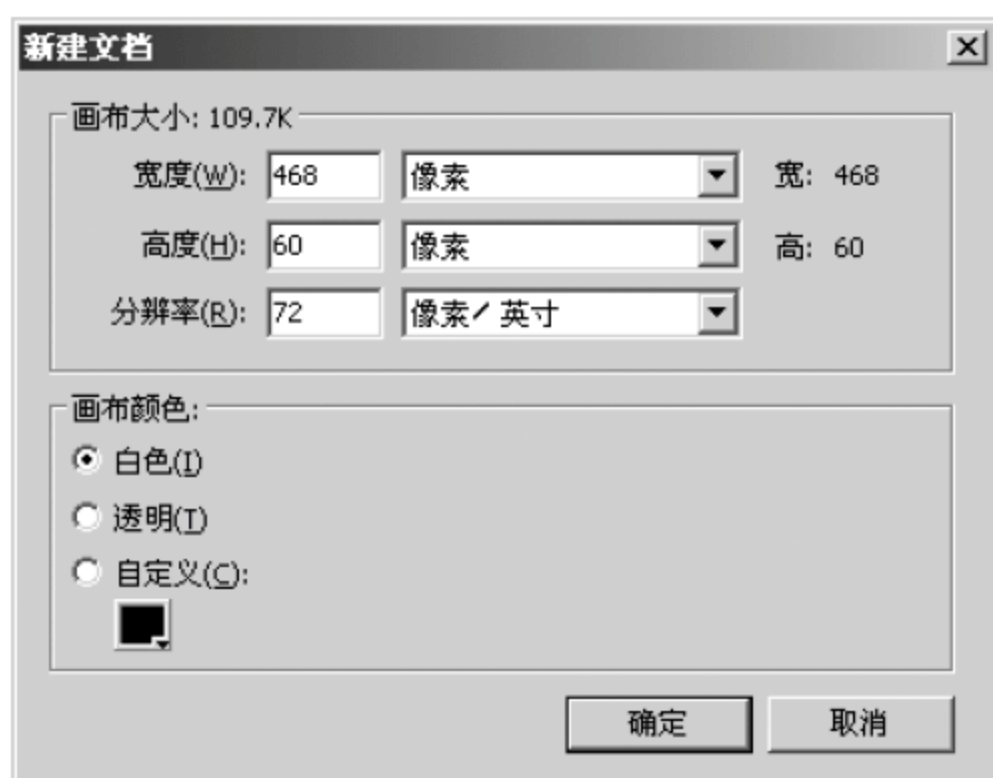 新建文档
画布大小: 109.7K
宽度(W): 468 像素 宽: 468
高度(H): 60 像素 高: 60
分辨率(R): 72 像素/英寸
画布颜色:
白色(I)
透明(T)
自定义(C):
确定 取消